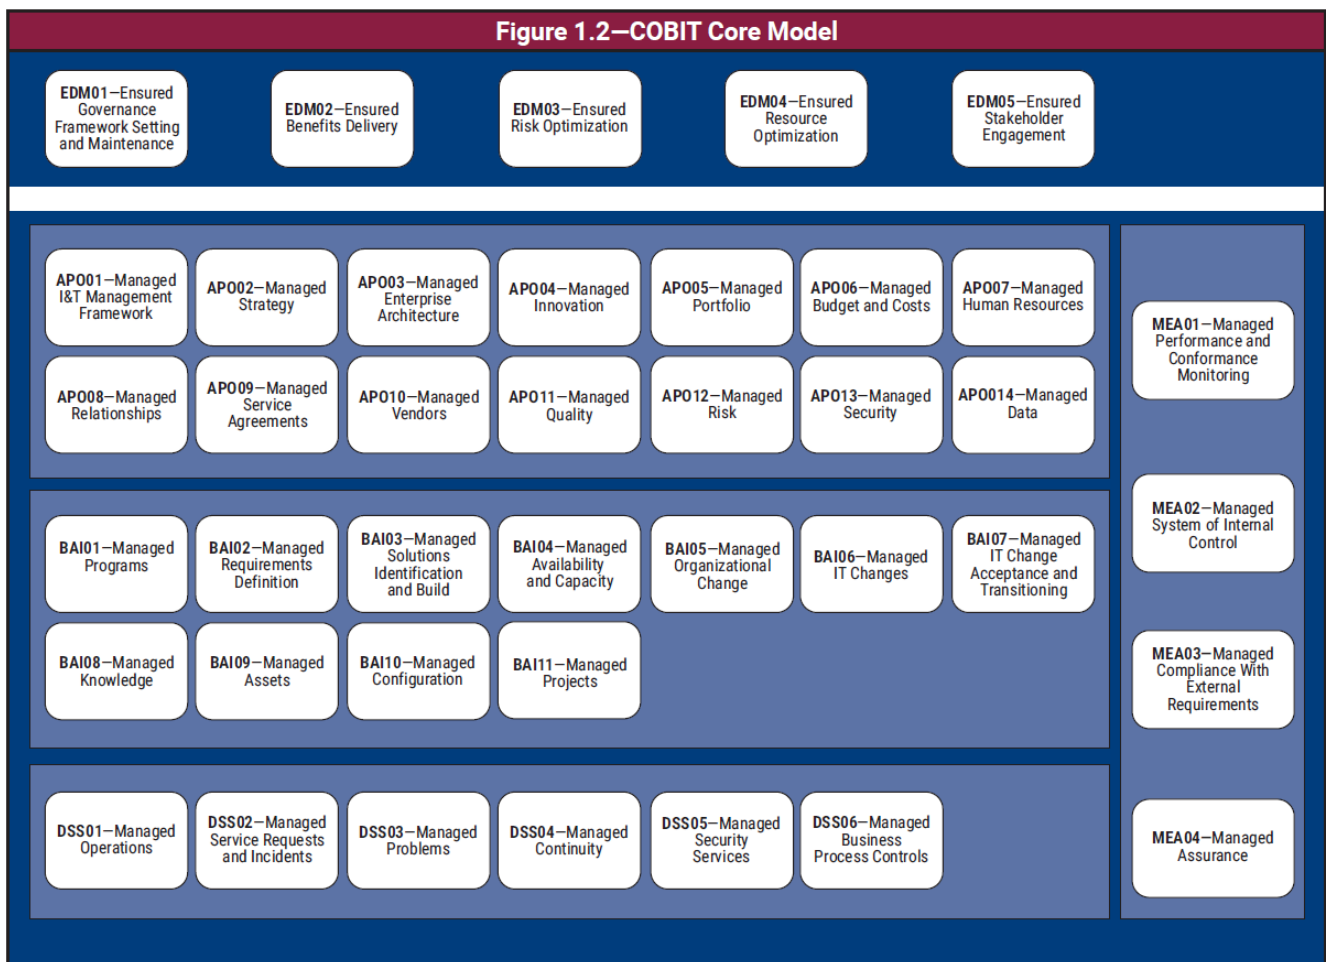 Figure 1.2—COBIT Core Model
EDM01—Ensured
Governance
Framework Setting
and Maintenance
EDM02—Ensured
Benefits Delivery
EDM03—Ensured
Risk Optimization
EDM04—Ensured
Resource
Optimization
EDM05—Ensured
Stakeholder
Engagement
APO01—Managed
I&T Management
Framework
APO02—Managed
Strategy
APO03—Managed
Enterprise
Architecture
APO04—Managed
Innovation
APO05—Managed
Portfolio
APO06—Managed
Budget and Costs
APO07—Managed
Human Resources
APO08—Managed
Relationships
APO09—Managed
Service
Agreements
APO10—Managed
Vendors
APO11—Managed
Quality
APO12—Managed
Risk
APO13—Managed
Security
APO014—Managed
Data
BAI01—Managed
Programs
BAI02—Managed
Requirements
Definition
BAI03—Managed
Solutions
Identification
and Build
BAI04—Managed
Availability
and Capacity
BAI05—Managed
Organizational
Change
BAI06—Managed
IT Changes
BAI07—Managed
IT Change
Acceptance and
Transitioning
BAI08—Managed
Knowledge
BAI09—Managed
Assets
BAI10—Managed
Configuration
BAI11—Managed
Projects
DSS01—Managed
Operations
DSS02—Managed
Service Requests
and Incidents
DSS03—Managed
Problems
DSS04—Managed
Continuity
DSS05—Managed
Security
Services
DSS06—Managed
Business
Process Controls
MEA01—Managed
Performance and
Conformance
Monitoring
MEA02—Managed
System of Internal
Control
MEA03—Managed
Compliance With
External
Requirements
MEA04—Managed
Assurance